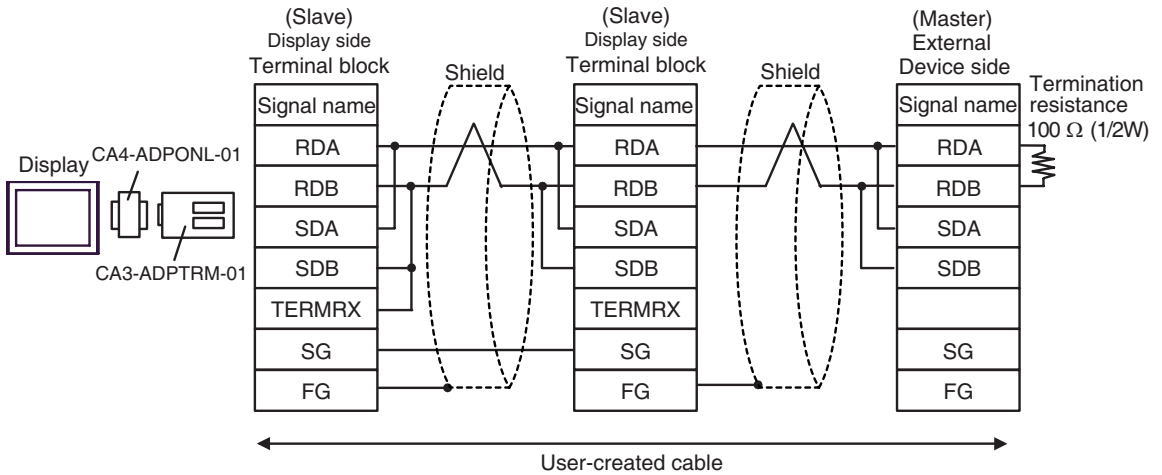 (Slave)
Display side
Terminal block
(Slave)
Display side
Terminal block
(Master)
External
Device side
Shield
Shield
Termination
resistance
100 Ω (1/2W)
Display
CA4-ADPONL-01
CA3-ADPTRM-01
Signal name
RDA
RDB
SDA
SDB
TERMRX
SG
FG
Signal name
RDA
RDB
SDA
SDB
TERMRX
SG
FG
Signal name
RDA
RDB
SDA
SDB
SG
FG
User-created cable